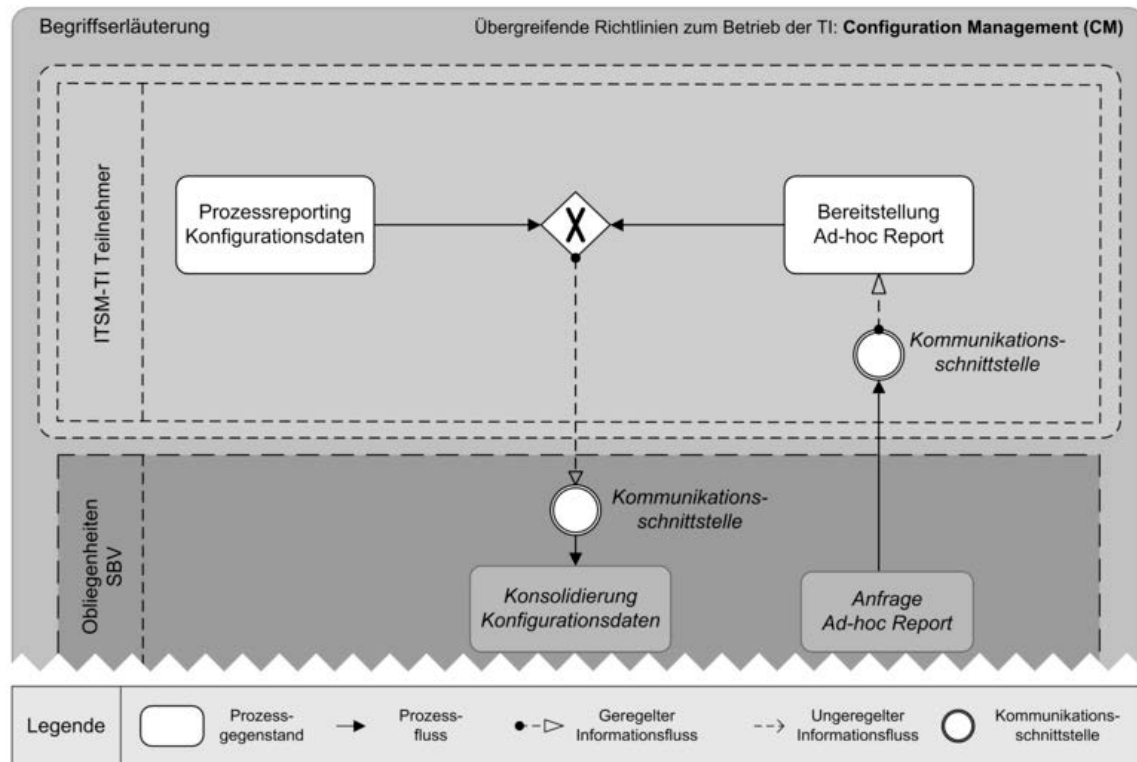 Begriffserläuterung
Übergreifende Richtlinien zum Betrieb der TI: Configuration Management (CM)
ITSM-TI Teilnehmer
Prozessreporting
Konfigurationsdaten
X
Bereitstellung
Ad-hoc Report
Kommunikations-
schnittstelle
Obliegenheiten
SBV
Kommunikations-
schnittstelle
Konsolidierung
Konfigurationsdaten
Anfrage
Ad-hoc Report
Legende
Prozess-
gegenstand
Prozess-
fluss
Geregelter
Informationsfluss
Ungeregelter
Informationsfluss
Kommunikations-
schnittstelle